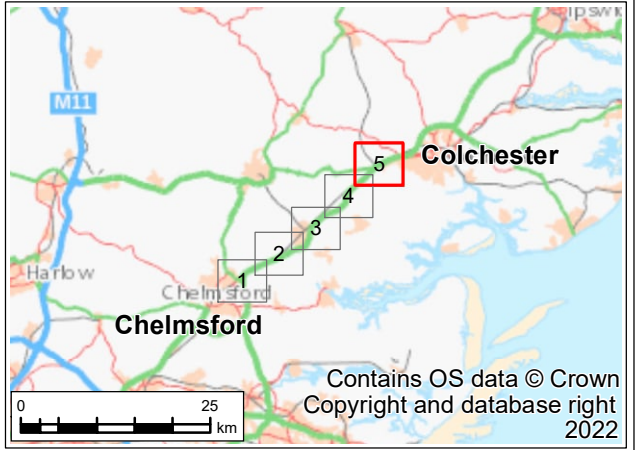 M11
5
Colchester
4
3
2
Harlow
1
Chelmsford
Chelmsford
Contains OS data © Crown
Copyright and database right
2022
0 25
km